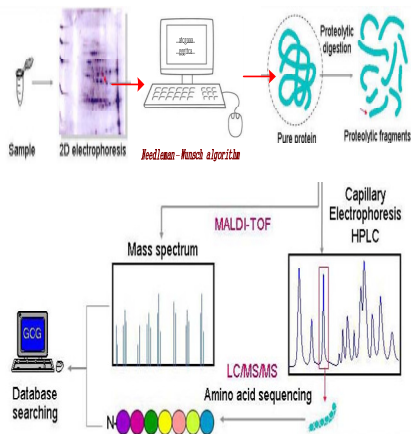 Proteolytic
digestion
Sample
2D electrophoesis
Needleman-Wunsch algorithm
Pure protein
Proteolytic fragments
Capillary
Electrophoresis
HPLC
MALDI-TOF
Mass spectrum
GCG
LC/MS/MS
Amino acid sequencing
Database
searching
N